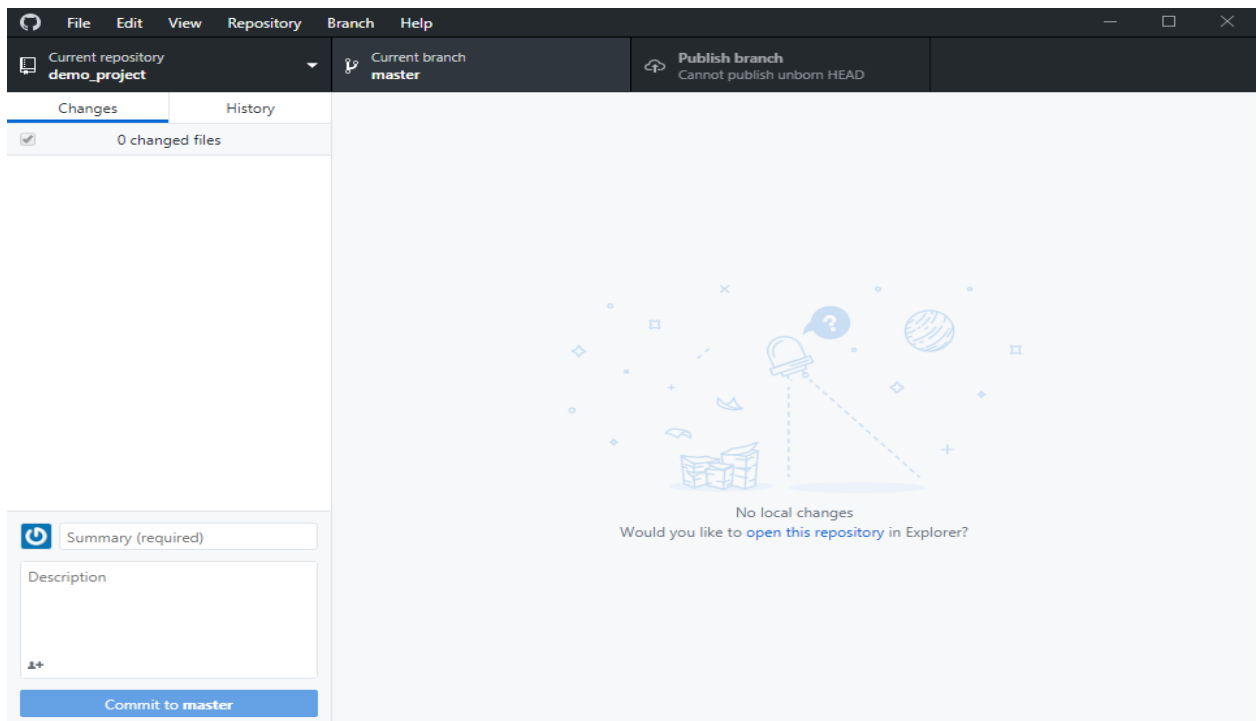 File Edit View Repository Branch Help
Current repository
demo_project
Current branch
master
Publish branch
Cannot publish unborn HEAD
Changes History
0 changed files
?
No local changes
Would you like to open this repository in Explorer?
Summary (required)
Description
Commit to master